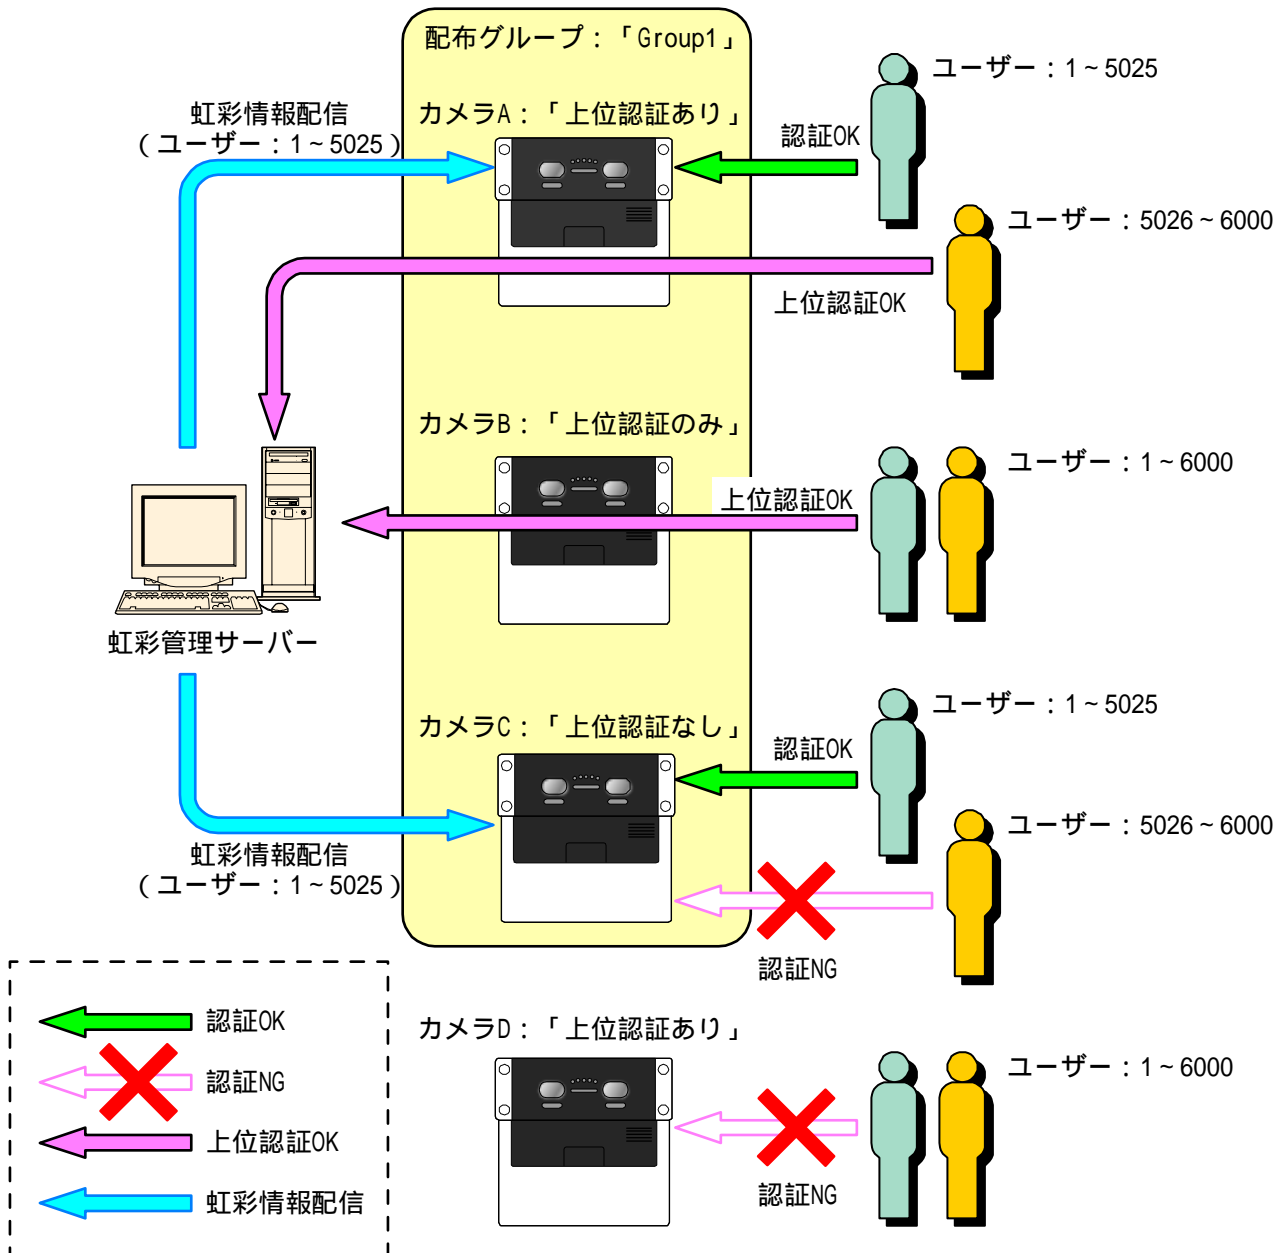 配布グループ：「Group1」
カメラA：「上位認証あり」
虹彩情報配信
（ユーザー：1～5025）
認証OK
ユーザー：1～5025
ユーザー：5026～6000
上位認証OK
カメラB：「上位認証のみ」
上位認証OK
ユーザー：1～6000
虹彩管理サーバー
カメラC：「上位認証なし」
認証OK
ユーザー：1～5025
ユーザー：5026～6000
虹彩情報配信
（ユーザー：1～5025）
認証NG
カメラD：「上位認証あり」
ユーザー：1～6000
認証NG
認証OK
認証NG
上位認証OK
虹彩情報配信